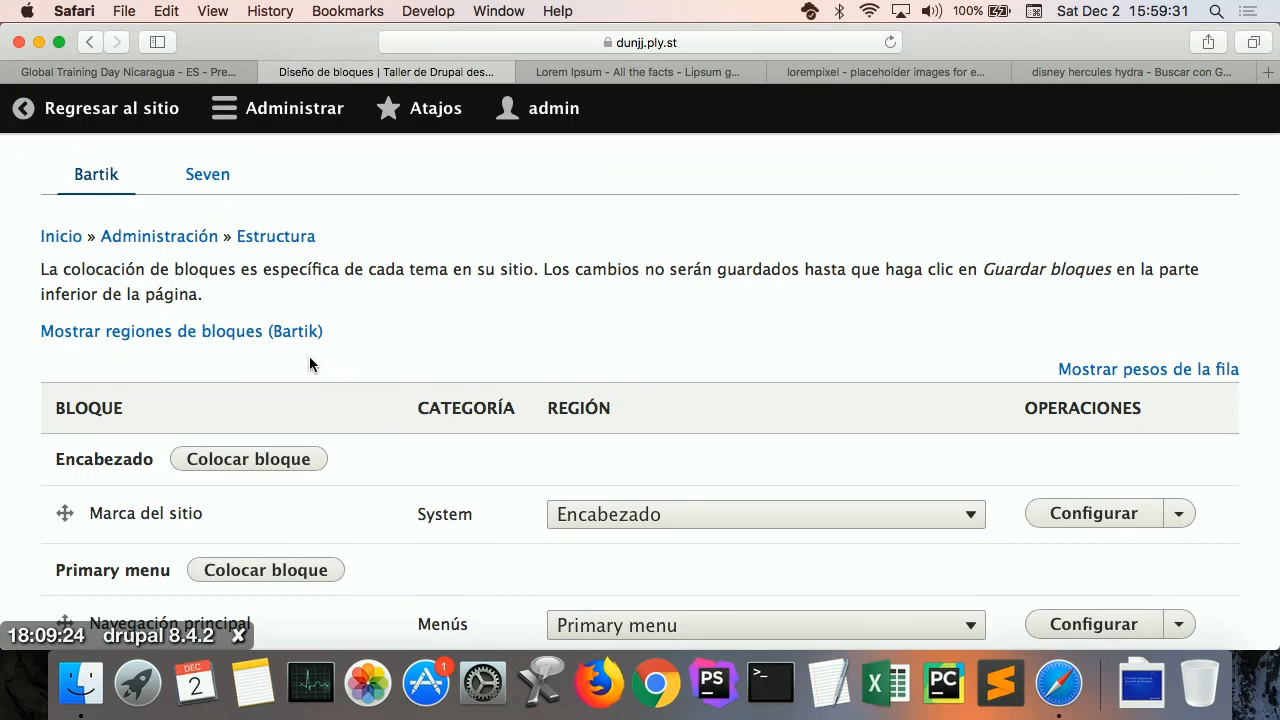 Safari File Edit View History Bookmarks Develop Window Help 100% Sat Dec 2 15:59:31
dunjj.ply.st
Global Training Day Nicaragua - ES - Pre... Diseño de bloques | Taller de Drupal des... Lorem Ipsum - All the facts - Lipsum g... lorempixel - placeholder images for e... disney hercules hydra - Buscar con G...
Regresar al sitio Administrar Atajos admin
Bartik Seven
Inicio » Administración » Estructura
La colocación de bloques es específica de cada tema en su sitio. Los cambios no serán guardados hasta que haga clic en Guardar bloques en la parte
inferior de la página.
Mostrar regiones de bloques (Bartik)
Mostrar pesos de la fila
BLOQUE CATEGORÍA REGIÓN OPERACIONES
Encabezado Colocar bloque
Marca del sitio System Encabezado Configurar
Primary menu Colocar bloque
Navegación principal Menús Primary menu Configurar
18:09:24 drupal 8.4.2 ✘
DEC
2
1
PS
>_
PC